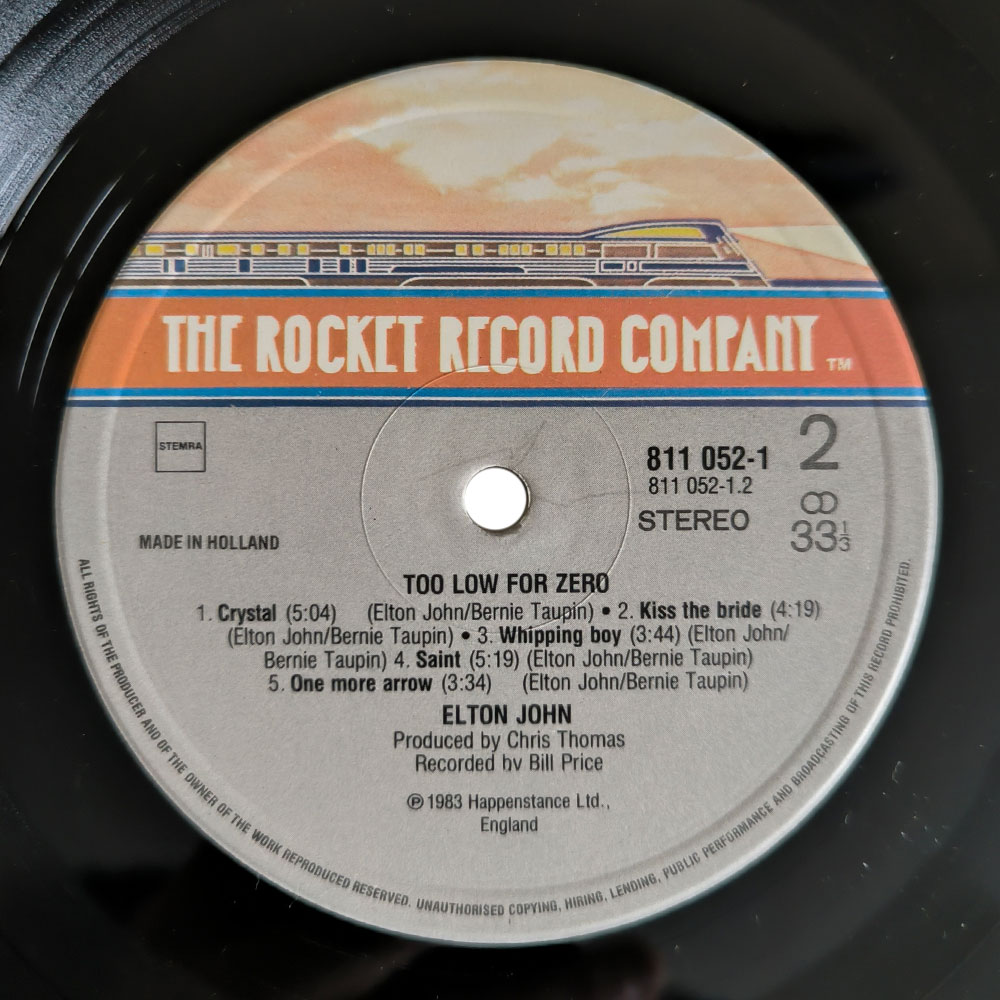 THE ROCKET RECORD COMPANY TM
STEMRA
811 052-1
2
811 052-1.2
STEREO
33 1/3
MADE IN HOLLAND
TOO LOW FOR ZERO
1. Crystal (5:04) (Elton John/Bernie Taupin) • 2. Kiss the bride (4:19)
(Elton John/Bernie Taupin) • 3. Whipping boy (3:44) (Elton John/
Bernie Taupin) 4. Saint (5:19) (Elton John/Bernie Taupin)
5. One more arrow (3:34) (Elton John/Bernie Taupin)
ELTON JOHN
Produced by Chris Thomas
Recorded by Bill Price
℗ 1983 Happenstance Ltd.,
England
ALL RIGHTS OF THE PRODUCER AND OF THE OWNER OF THE WORK REPRODUCED RESERVED. UNAUTHORISED COPYING, HIRING, LENDING, PUBLIC PERFORMANCE AND BROADCASTING OF THIS RECORD PROHIBITED.